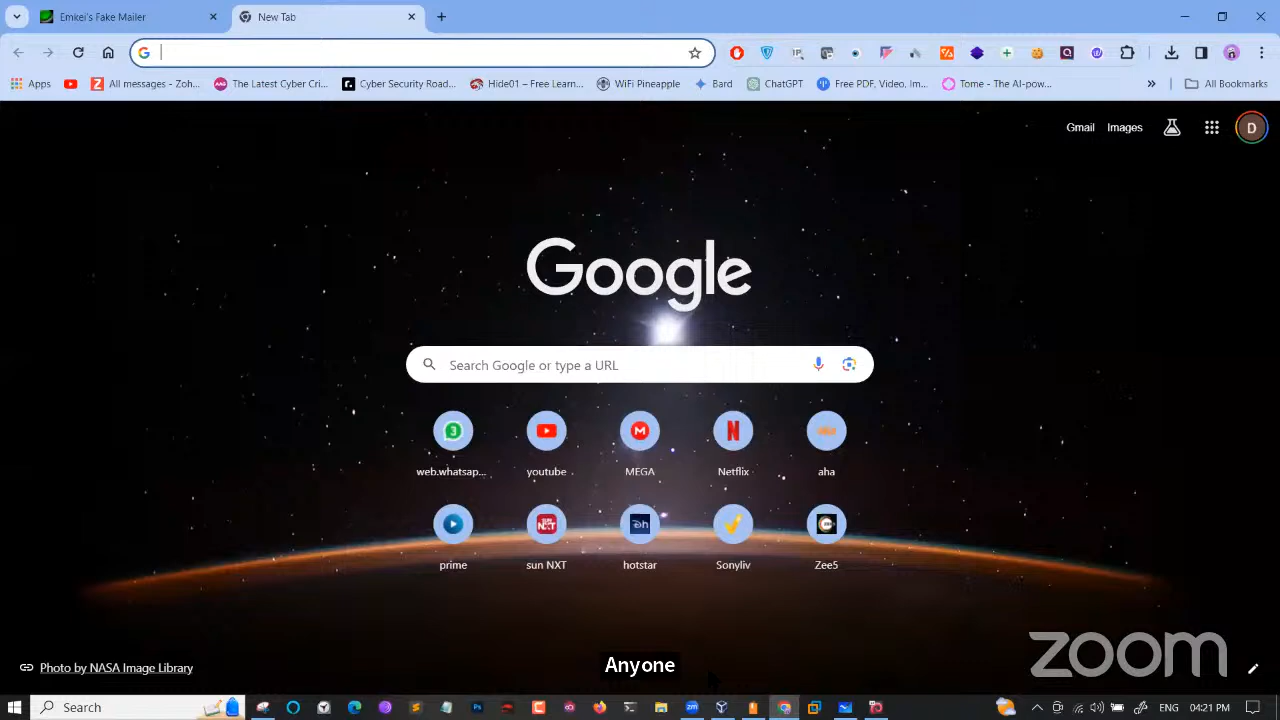 Emkei's Fake Mailer
New Tab
Apps
All messages - Zoh...
The Latest Cyber Cri...
Cyber Security Road...
Hide01 – Free Learn...
WiFi Pineapple
Bard
ChatGPT
Free PDF, Video, Im...
Tome - The AI-pow...
»
All Bookmarks
Gmail
Images
D
Google
Search Google or type a URL
web.whatsap...
youtube
MEGA
Netflix
aha
prime
sun NXT
hotstar
Sonyliv
Zee5
Photo by NASA Image Library
Anyone
zoom
Search
ENG
04:21 PM